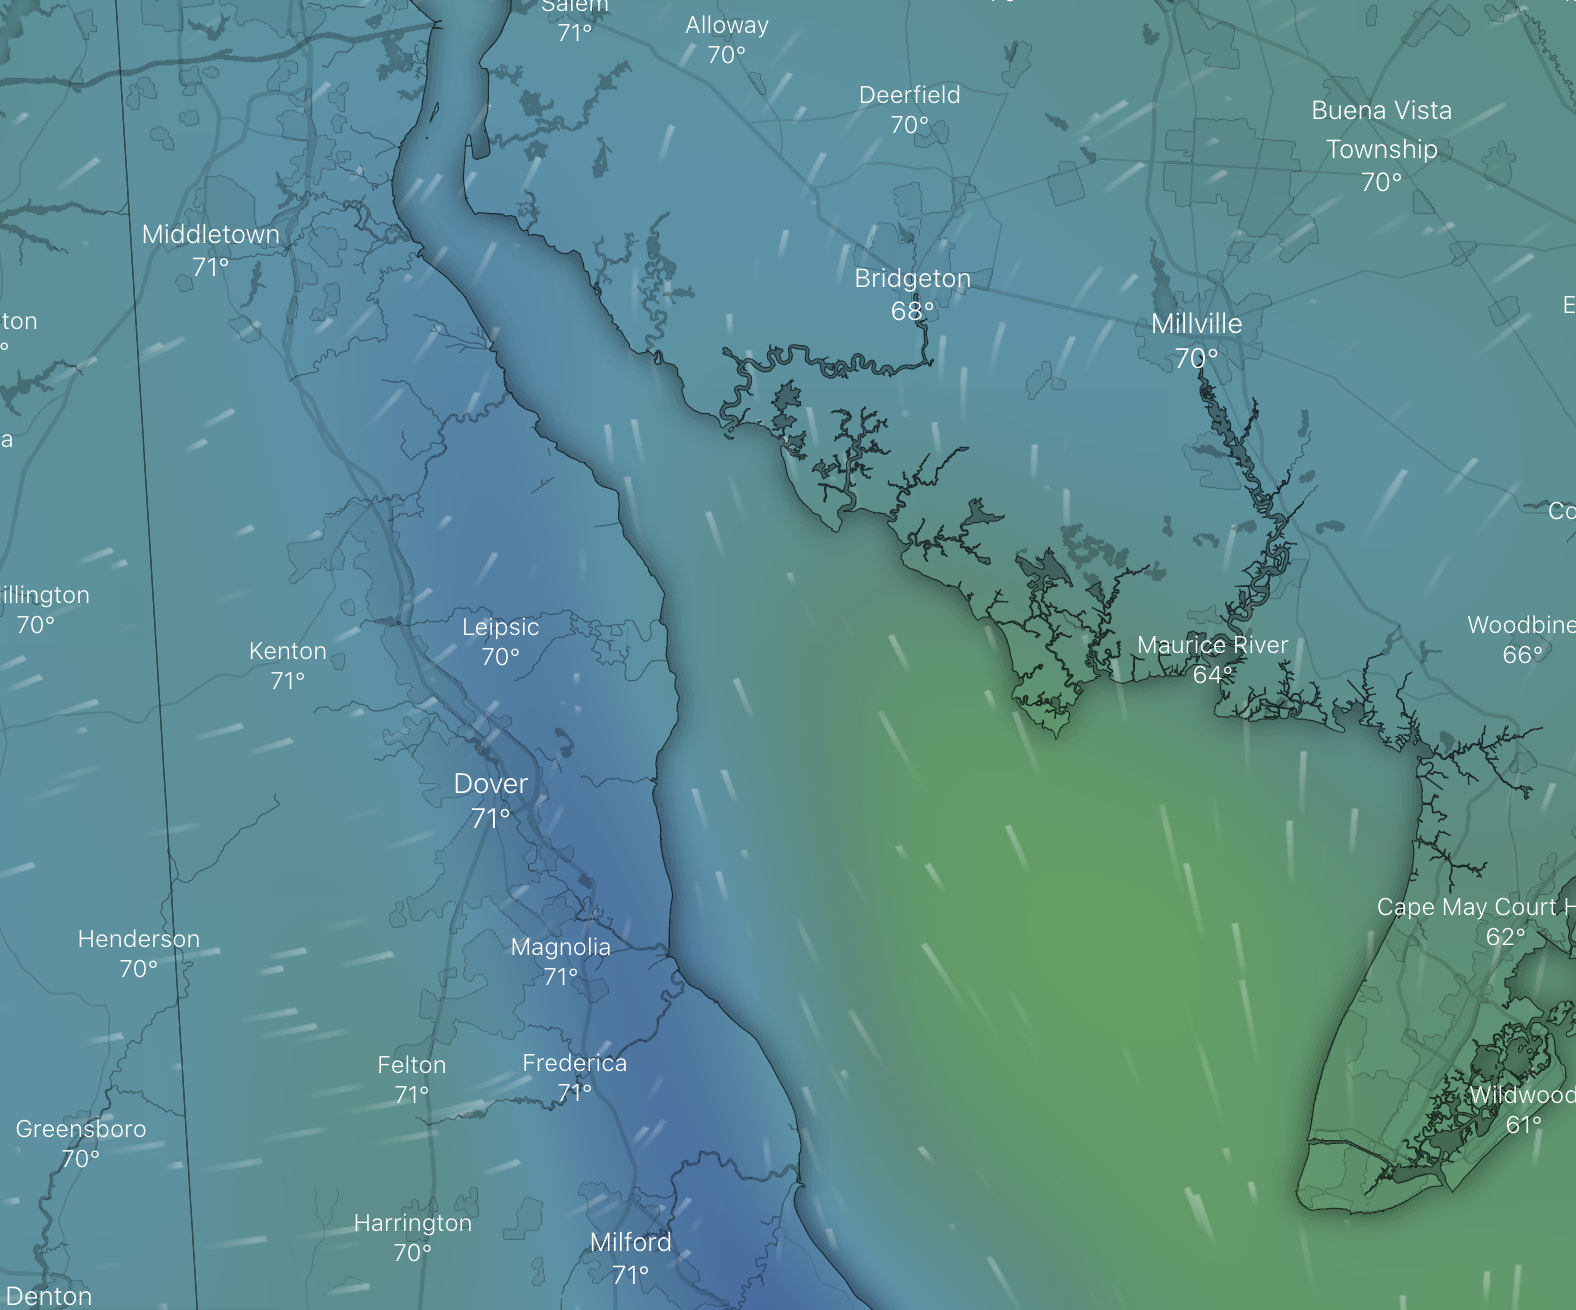 Salem
71°
Alloway
70°
Deerfield
70°
Buena Vista
Township
70°
Middletown
71°
Bridgeton
68°
Millville
70°
ton
°
E
a
Co
illington
70°
Leipsic
70°
Kenton
71°
Maurice River
64°
Woodbine
66°
Dover
71°
Cape May Court H
62°
Henderson
70°
Magnolia
71°
Felton
71°
Frederica
71°
Wildwood
61°
Greensboro
70°
Harrington
70°
Milford
71°
Denton